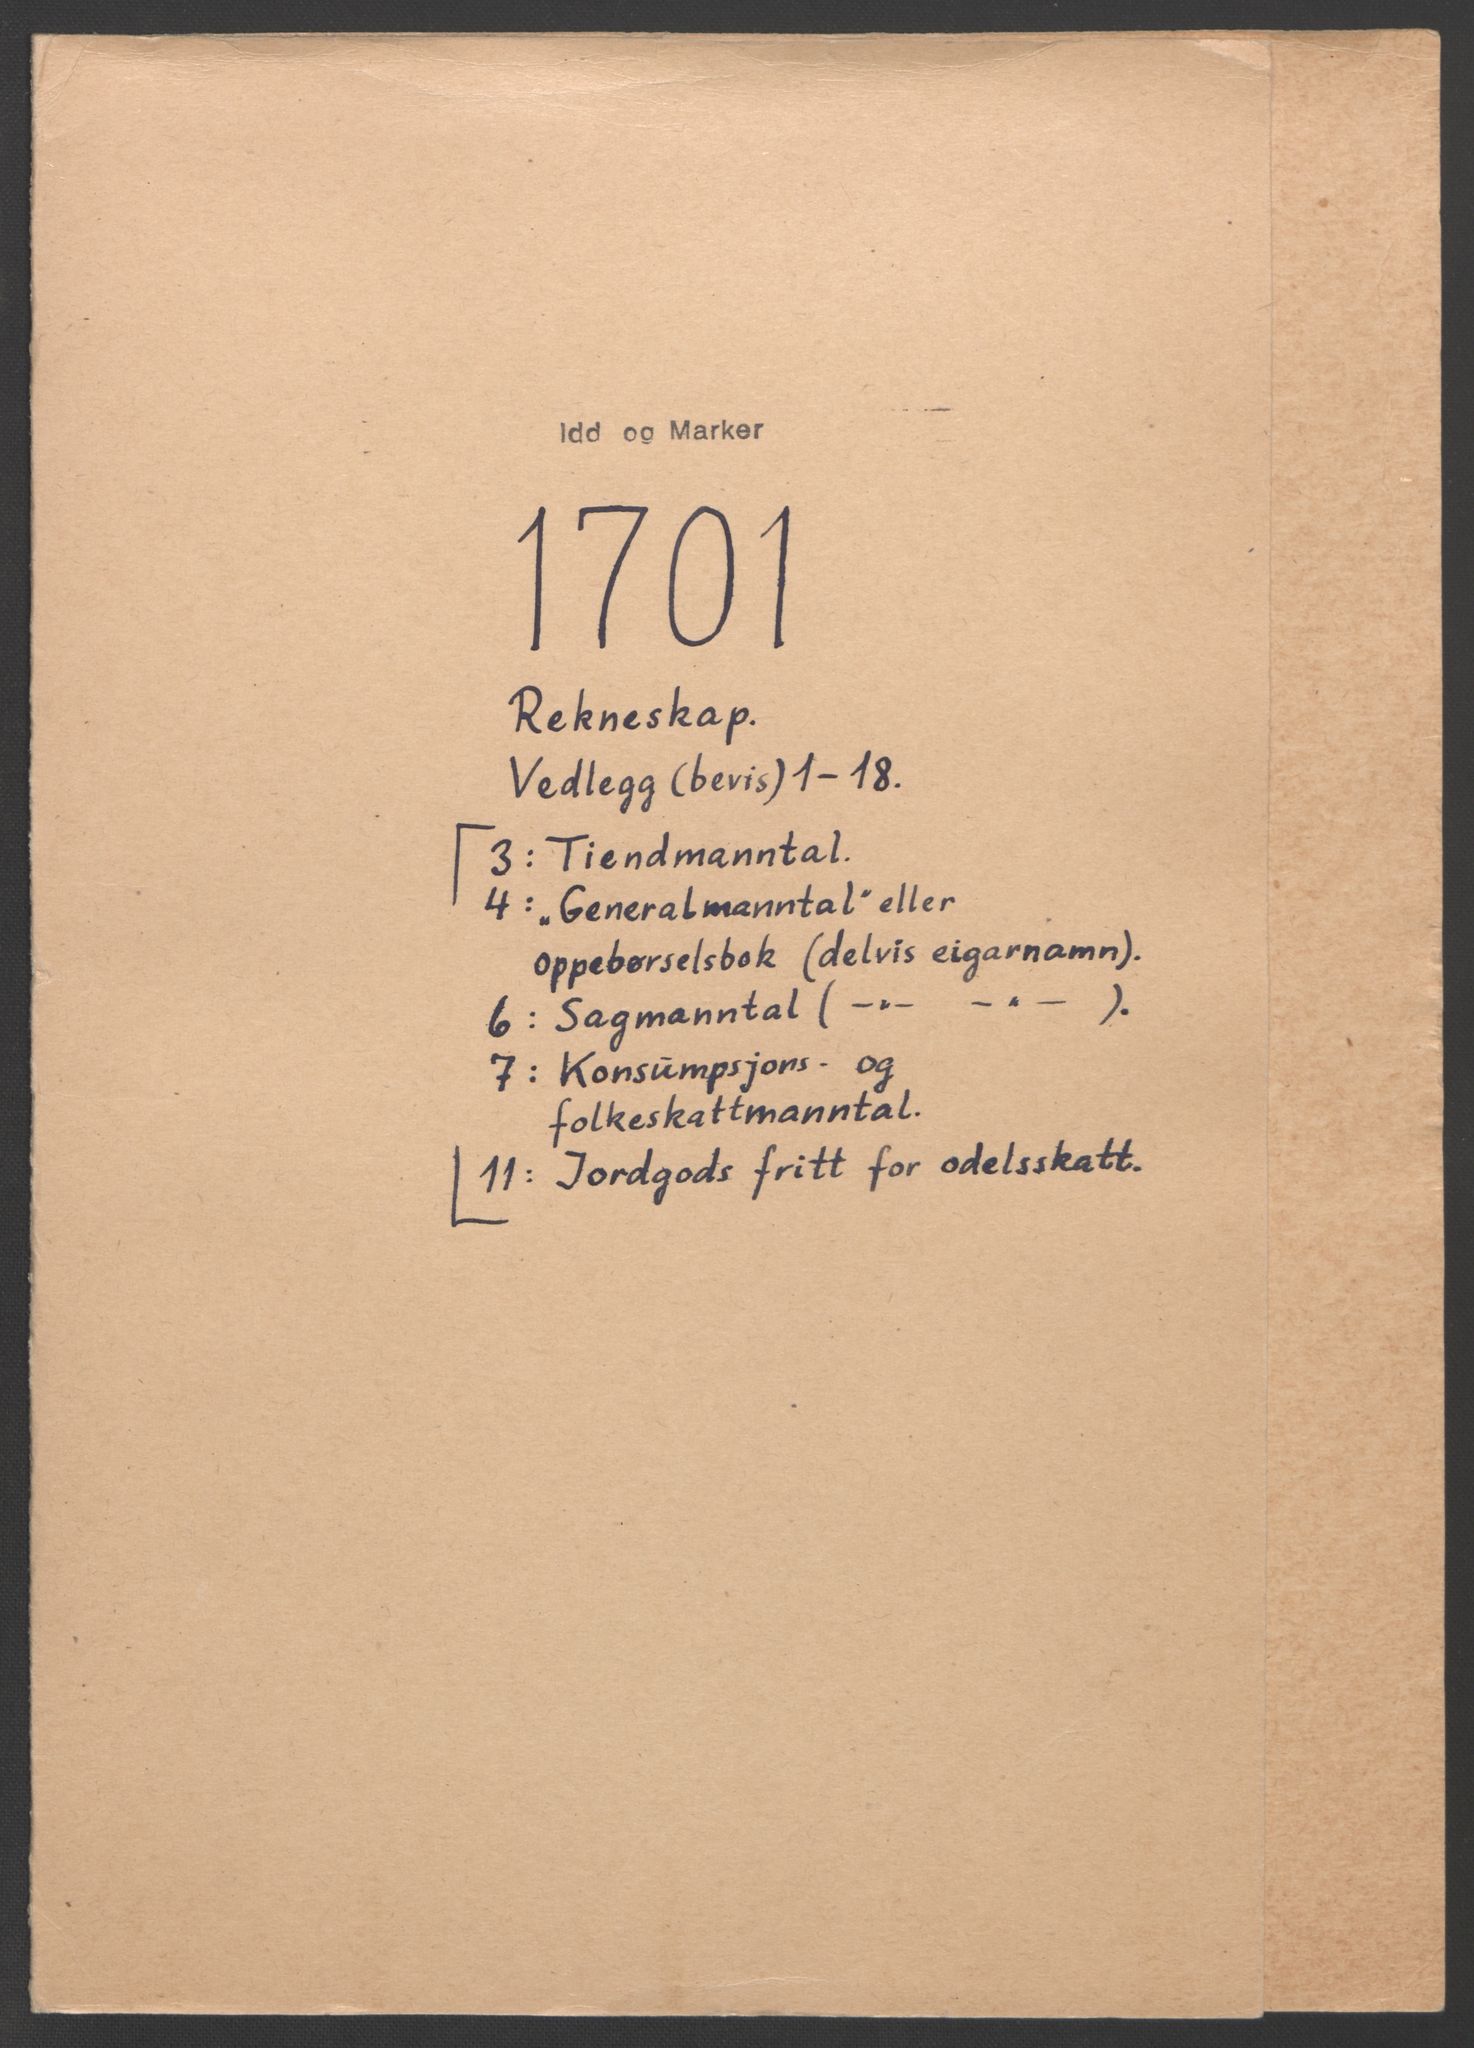 Idd og Marker
1701
Rekneskap.
Vedlegg (bevis) 1-18.
3: Tiendmanntal.
4: „Generalmanntal“ eller
oppebørselsbok (delvis eigarnamn).
6: Sagmanntal ( —"— —"— ).
7: Konsŭmpsjons- og
folkeskattmanntal.
11: Jordgods fritt for odelsskatt.